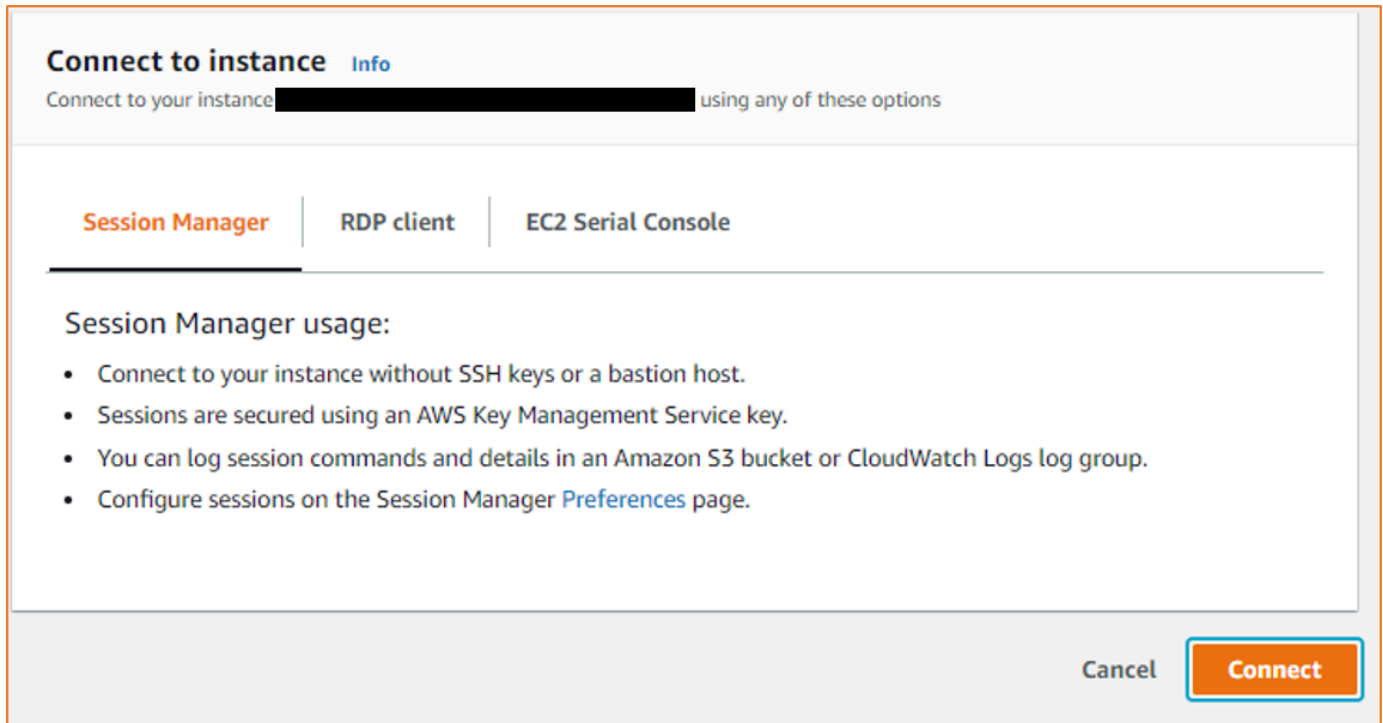 Connect to instance Info
Connect to your instance using any of these options
Session Manager RDP client EC2 Serial Console
Session Manager usage:
• Connect to your instance without SSH keys or a bastion host.
• Sessions are secured using an AWS Key Management Service key.
• You can log session commands and details in an Amazon S3 bucket or CloudWatch Logs log group.
• Configure sessions on the Session Manager Preferences page.
Cancel Connect